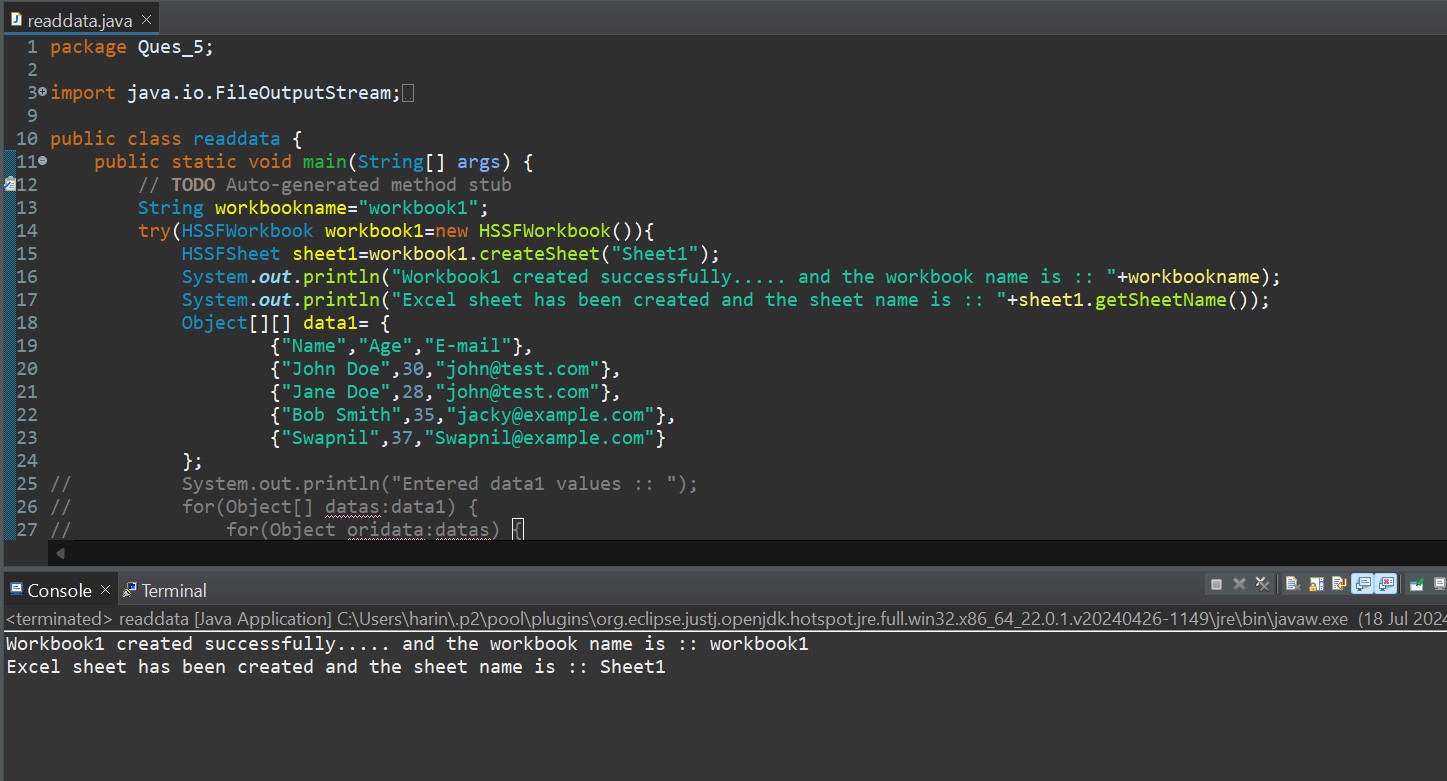 readdata.java
1 package Ques_5;
2
3 import java.io.FileOutputStream;
9
10 public class readdata {
11     public static void main(String[] args) {
12         // TODO Auto-generated method stub
13         String workbookname="workbook1";
14         try(HSSFWorkbook workbook1=new HSSFWorkbook()){
15             HSSFSheet sheet1=workbook1.createSheet("Sheet1");
16             System.out.println("Workbook1 created successfully..... and the workbook name is :: "+workbookname);
17             System.out.println("Excel sheet has been created and the sheet name is :: "+sheet1.getSheetName());
18             Object[][] data1= {
19                     {"Name","Age","E-mail"},
20                     {"John Doe",30,"john@test.com"},
21                     {"Jane Doe",28,"john@test.com"},
22                     {"Bob Smith",35,"jacky@example.com"},
23                     {"Swapnil",37,"Swapnil@example.com"}
24             };
25 //          System.out.println("Entered data1 values :: ");
26 //          for(Object[] datas:data1) {
27 //              for(Object oridata:datas) {
Console Terminal
<terminated> readdata [Java Application] C:\Users\harin\.p2\pool\plugins\org.eclipse.justj.openjdk.hotspot.jre.full.win32.x86_64_22.0.1.v20240426-1149\jre\bin\javaw.exe (18 Jul 2024
Workbook1 created successfully..... and the workbook name is :: workbook1
Excel sheet has been created and the sheet name is :: Sheet1